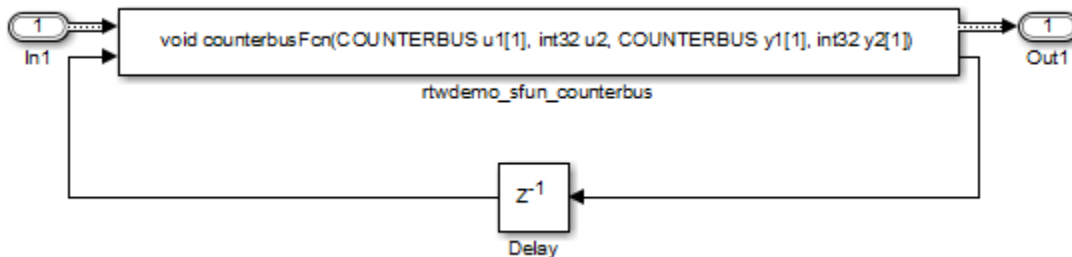 1
void counterbusFcn(COUNTERBUS u1[1], int32 u2, COUNTERBUS y1[1], int32 y2[1])
1
In1
Out1
rtwdemo_sfun_counterbus
Z-1
Delay